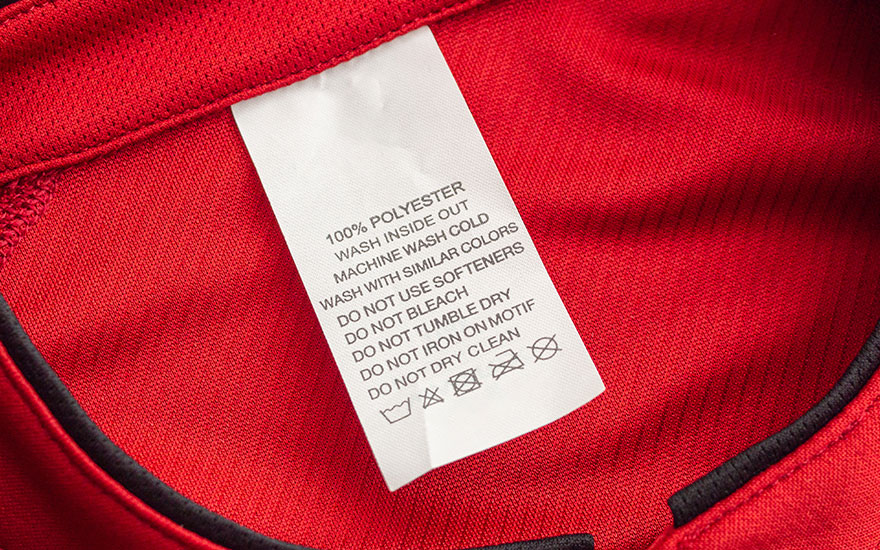 100% POLYESTER
WASH INSIDE OUT
MACHINE WASH COLD
WASH WITH SIMILAR COLORS
DO NOT USE SOFTENERS
DO NOT BLEACH
DO NOT TUMBLE DRY
DO NOT IRON ON MOTIF
DO NOT DRY CLEAN